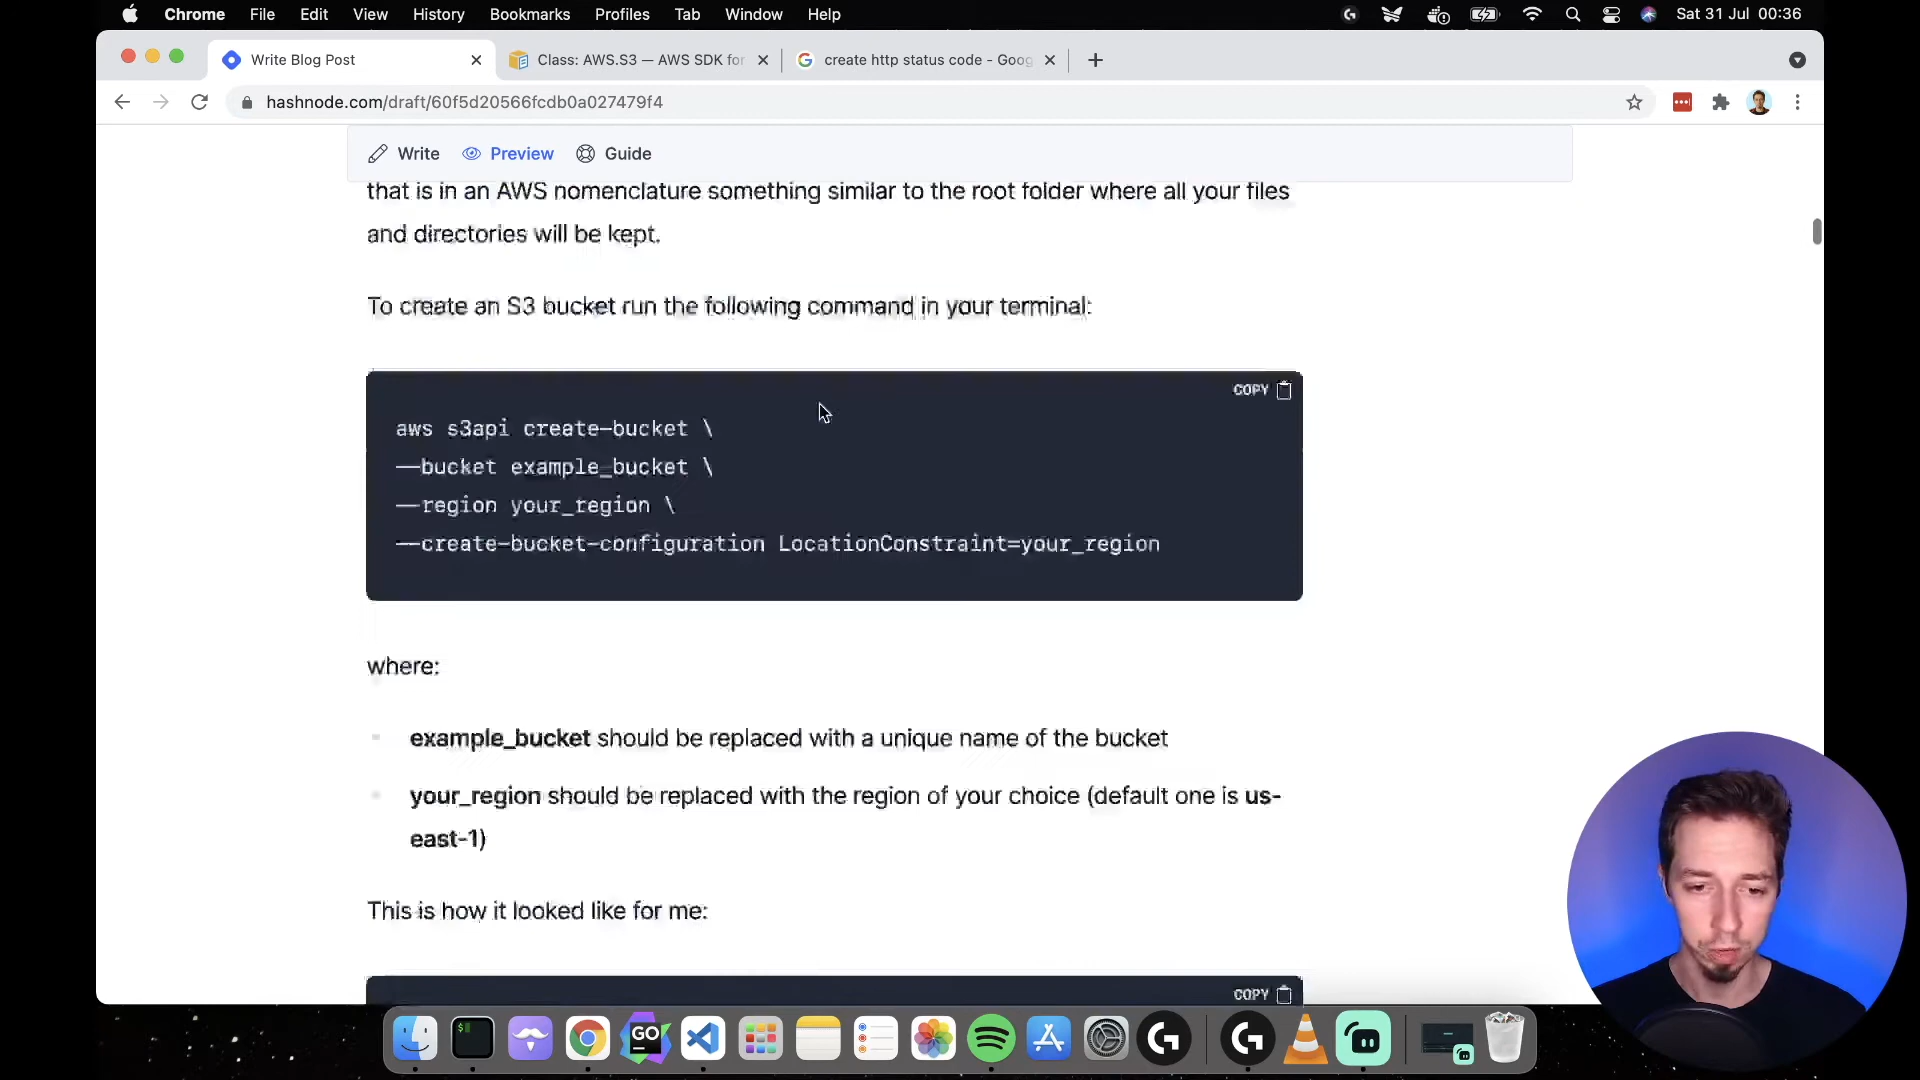 Chrome File Edit View History Bookmarks Profiles Tab Window Help Sat 31 Jul 00:36
Write Blog Post Class: AWS.S3 — AWS SDK for create http status code - Goog
hashnode.com/draft/60f5d20566fcdb0a027479f4
Write Preview Guide
that is in an AWS nomenclature something similar to the root folder where all your files
and directories will be kept.
To create an S3 bucket run the following command in your terminal:
COPY
aws s3api create-bucket \
--bucket example_bucket \
--region your_region \
--create-bucket-configuration LocationConstraint=your_region
where:
example_bucket should be replaced with a unique name of the bucket
your_region should be replaced with the region of your choice (default one is us-
east-1)
This is how it looked like for me:
COPY
GO